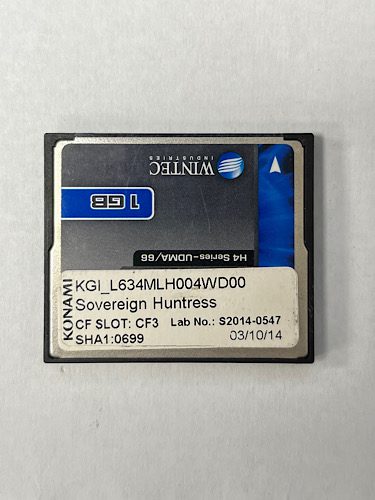 WINTEC
INDUSTRIES
1 GB
H4 Series-UDMA/66
KONAMI
KGI_L634MLH004WD00
Sovereign Huntress
CF SLOT: CF3 Lab No.: S2014-0547
SHA1:0699 03/10/14